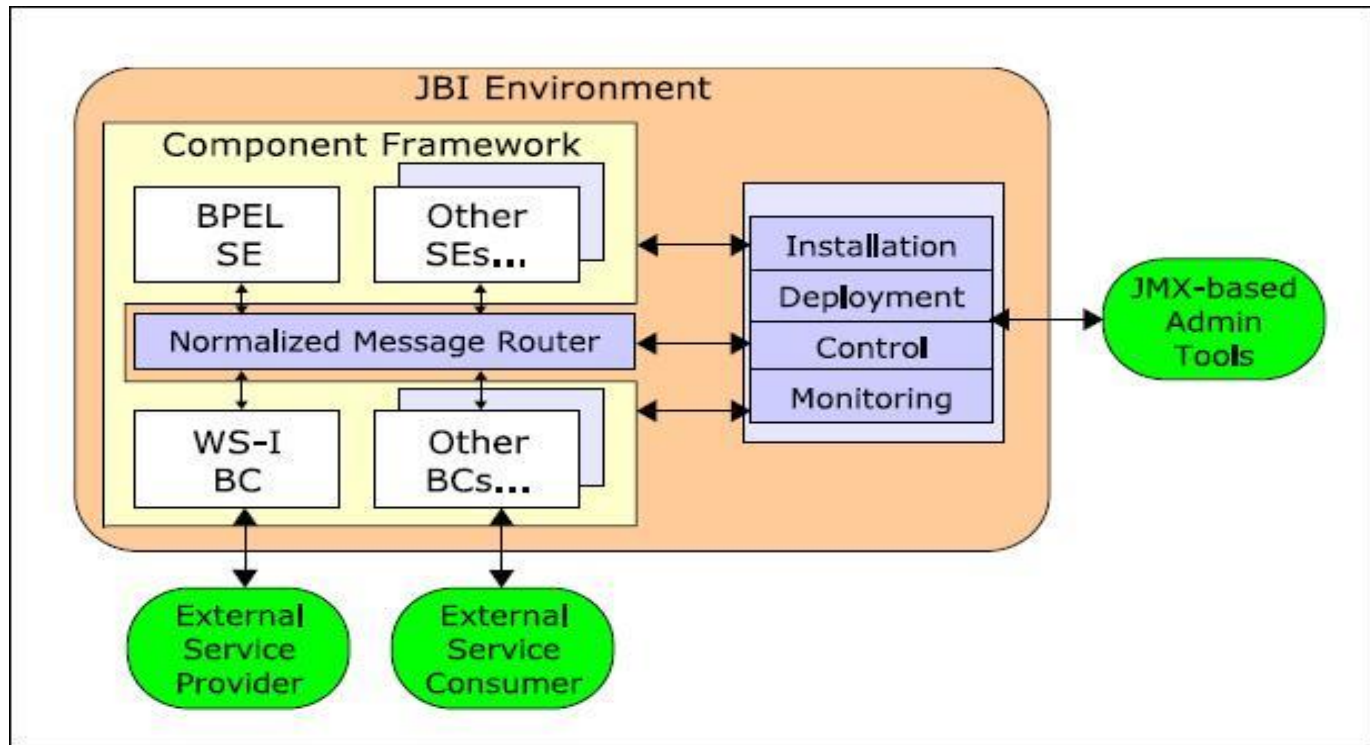 JBI Environment
Component Framework
BPEL
SE
Other
SEs...
Normalized Message Router
WS-I
BC
Other
BCs...
Installation
Deployment
Control
Monitoring
JMX-based
Admin
Tools
External
Service
Provider
External
Service
Consumer